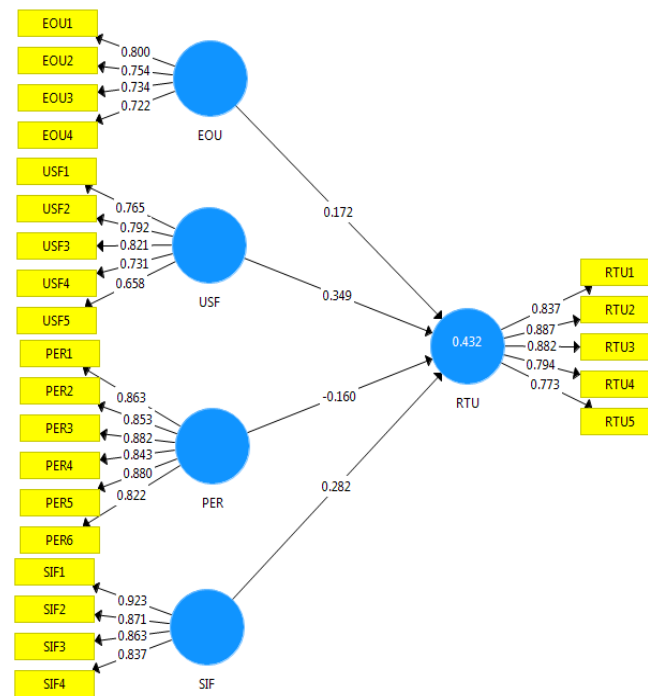 EOU1
EOU2
EOU3
EOU4
0.800
0.754
0.734
0.722
EOU
USF1
USF2
USF3
USF4
USF5
0.765
0.792
0.821
0.731
0.658
USF
PER1
PER2
PER3
PER4
PER5
PER6
0.863
0.853
0.882
0.843
0.880
0.822
PER
SIF1
SIF2
SIF3
SIF4
0.923
0.871
0.863
0.837
SIF
0.172
0.349
-0.160
0.282
0.432
RTU
0.837
0.887
0.882
0.794
0.773
RTU1
RTU2
RTU3
RTU4
RTU5